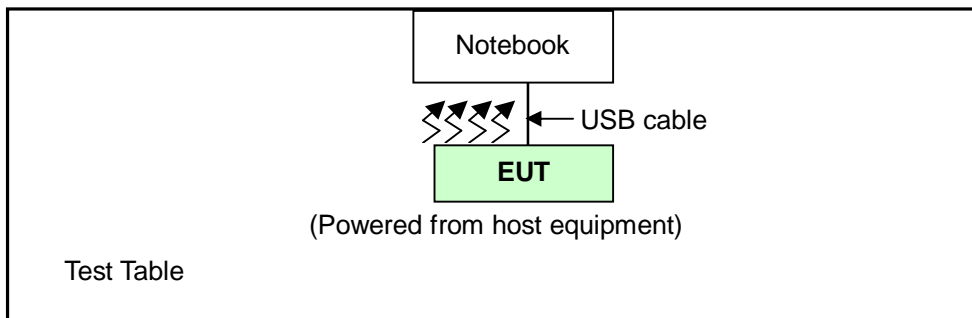 Notebook
USB cable
EUT
(Powered from host equipment)
Test Table